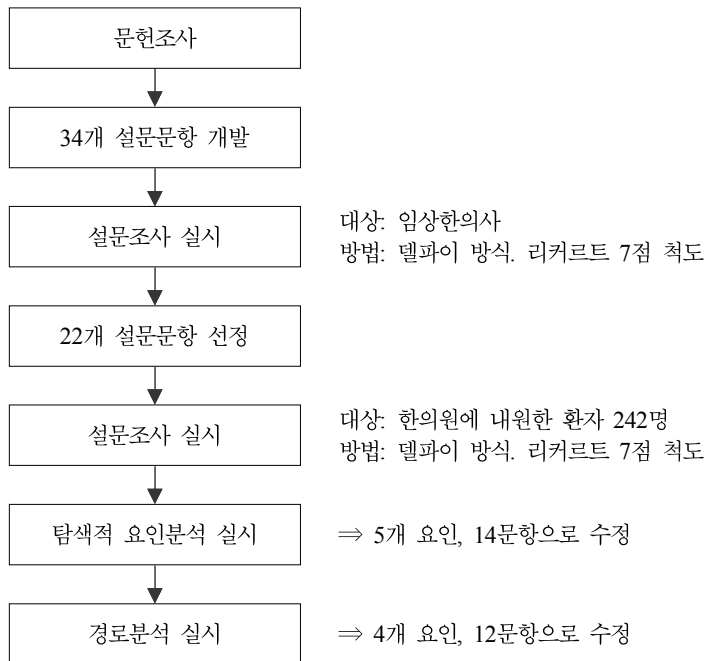 문헌조사
34개 설문문항 개발
설문조사 실시
대상: 임상한의사
방법: 델파이 방식. 리커르트 7점 척도
22개 설문문항 선정
설문조사 실시
대상: 한의원에 내원한 환자 242명
방법: 델파이 방식. 리커르트 7점 척도
탐색적 요인분석 실시
⇒ 5개 요인, 14문항으로 수정
경로분석 실시
⇒ 4개 요인, 12문항으로 수정